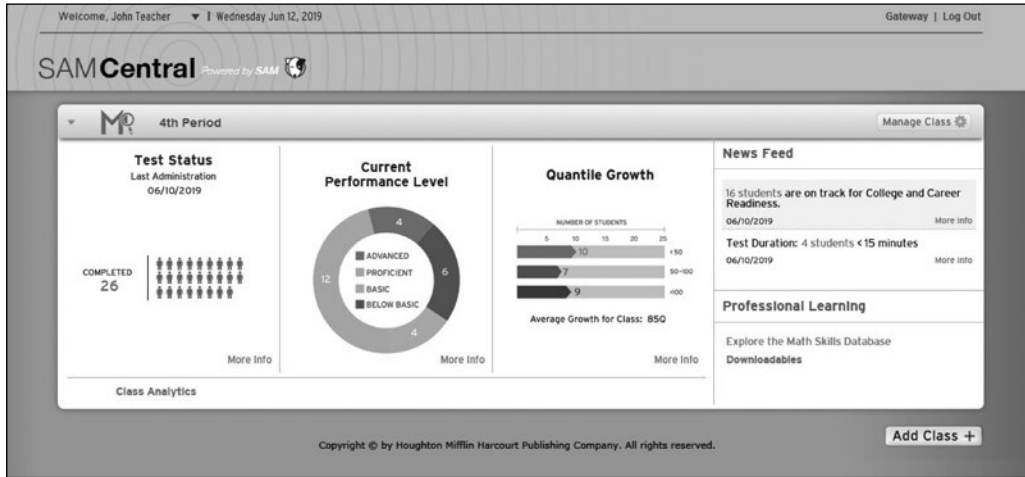 Welcome, John Teacher ▼ | Wednesday Jun 12, 2019
Gateway | Log Out
SAMCentral Powered by SAM
4th Period
Manage Class
Test Status
Last Administration
06/10/2019
COMPLETED
26
More Info
Current
Performance Level
4
6
12
4
ADVANCED
PROFICIENT
BASIC
BELOW BASIC
More Info
Quantile Growth
NUMBER OF STUDENTS
5 10 15 20 25
10 <50
7 50-100
9 <100
Average Growth for Class: 85Q
More Info
Class Analytics
News Feed
16 students are on track for College and Career
Readiness.
06/10/2019 More Info
Test Duration: 4 students < 15 minutes
06/10/2019 More Info
Professional Learning
Explore the Math Skills Database
Downloadables
Add Class +
Copyright © by Houghton Mifflin Harcourt Publishing Company. All rights reserved.